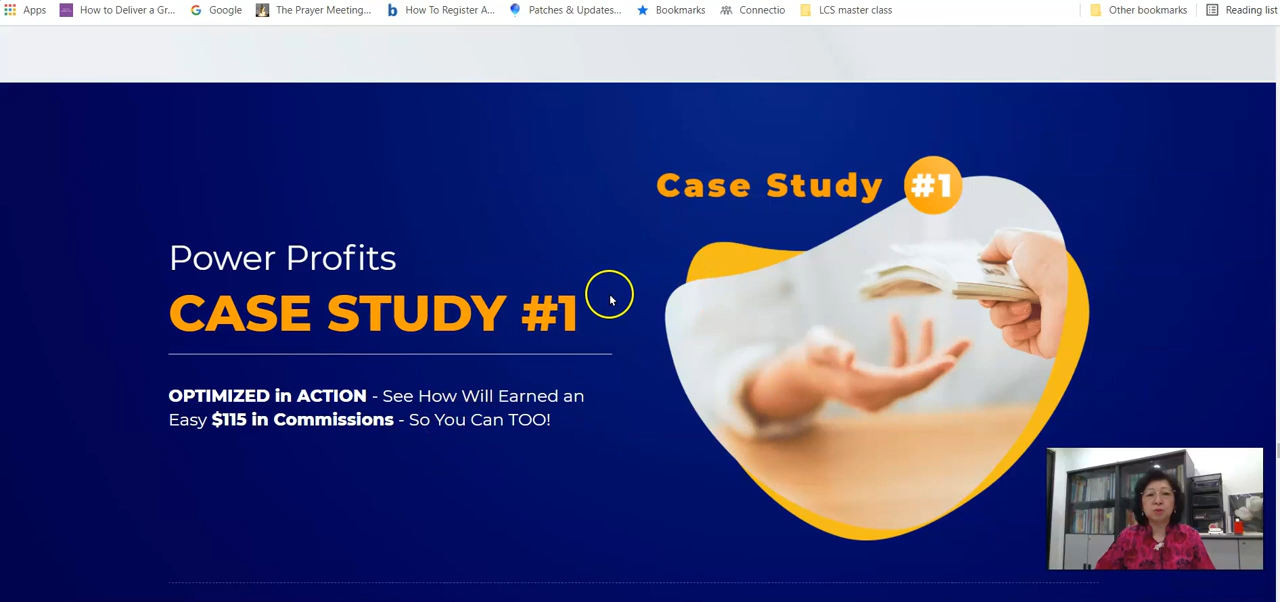 Apps How to Deliver a Gr... Google The Prayer Meeting... How To Register A... Patches & Updates... Bookmarks Connectio LCS master class Other bookmarks Reading list
Case Study #1
Power Profits
CASE STUDY #1
OPTIMIZED in ACTION - See How Will Earned an
Easy $115 in Commissions - So You Can TOO!